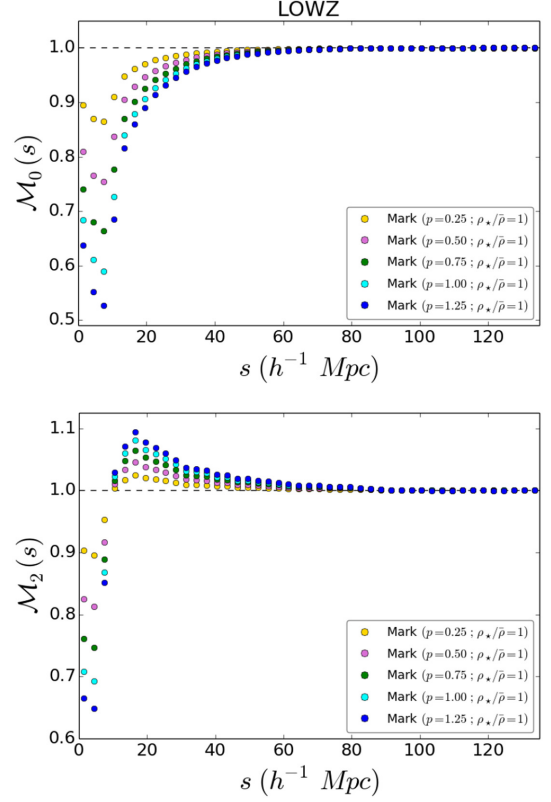 LOWZ
1.0
0.9
0.8
0.7
0.6
0.5
ℳ₀(s)
Mark (p=0.25 ; ρ⋆/ρ̄=1)
Mark (p=0.50 ; ρ⋆/ρ̄=1)
Mark (p=0.75 ; ρ⋆/ρ̄=1)
Mark (p=1.00 ; ρ⋆/ρ̄=1)
Mark (p=1.25 ; ρ⋆/ρ̄=1)
0 20 40 60 80 100 120
s (h⁻¹ Mpc)
1.1
1.0
0.9
0.8
0.7
0.6
ℳ₂(s)
Mark (p=0.25 ; ρ⋆/ρ̄=1)
Mark (p=0.50 ; ρ⋆/ρ̄=1)
Mark (p=0.75 ; ρ⋆/ρ̄=1)
Mark (p=1.00 ; ρ⋆/ρ̄=1)
Mark (p=1.25 ; ρ⋆/ρ̄=1)
0 20 40 60 80 100 120
s (h⁻¹ Mpc)